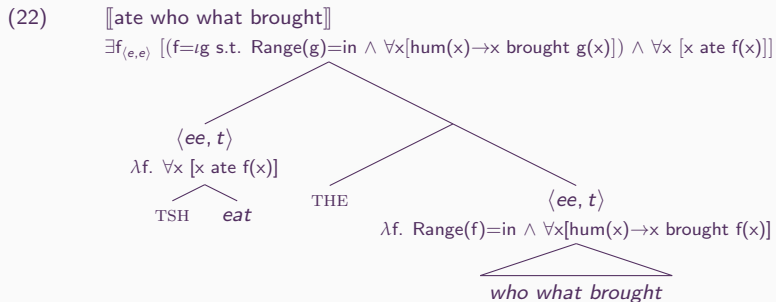 (22) ⟦ate who what brought⟧
∃f⟨e,e⟩ [(f=ιg s.t. Range(g)=in ∧ ∀x[hum(x)→x brought g(x)]) ∧ ∀x [x ate f(x)]]
⟨ee, t⟩
λf. ∀x [x ate f(x)]
TSH eat
THE
⟨ee, t⟩
λf. Range(f)=in ∧ ∀x[hum(x)→x brought f(x)]
who what brought